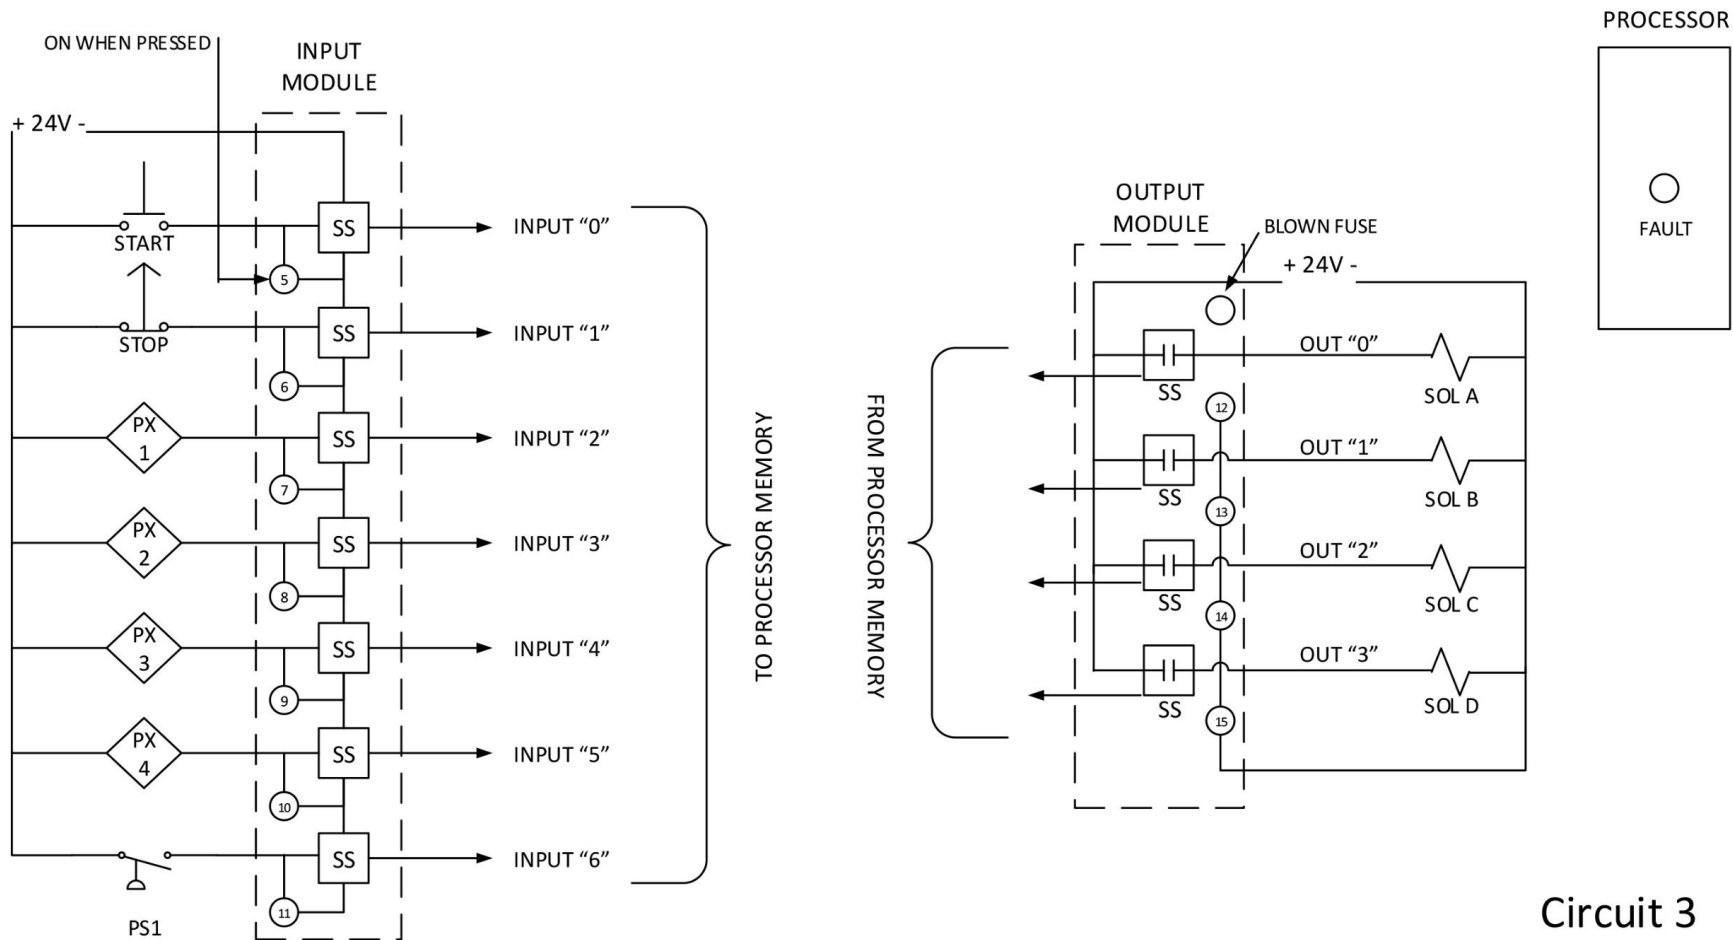 ON WHEN PRESSED
INPUT
MODULE
+ 24V -
START
STOP
PX
1
PX
2
PX
3
PX
4
PS1
SS
SS
SS
SS
SS
SS
SS
5
6
7
8
9
10
11
INPUT “0”
INPUT “1”
INPUT “2”
INPUT “3”
INPUT “4”
INPUT “5”
INPUT “6”
TO PROCESSOR MEMORY
FROM PROCESSOR MEMORY
OUTPUT
MODULE
BLOWN FUSE
+ 24V -
SS
SS
SS
SS
12
13
14
15
OUT “0”
SOL A
OUT “1”
SOL B
OUT “2”
SOL C
OUT “3”
SOL D
PROCESSOR
FAULT
Circuit 3